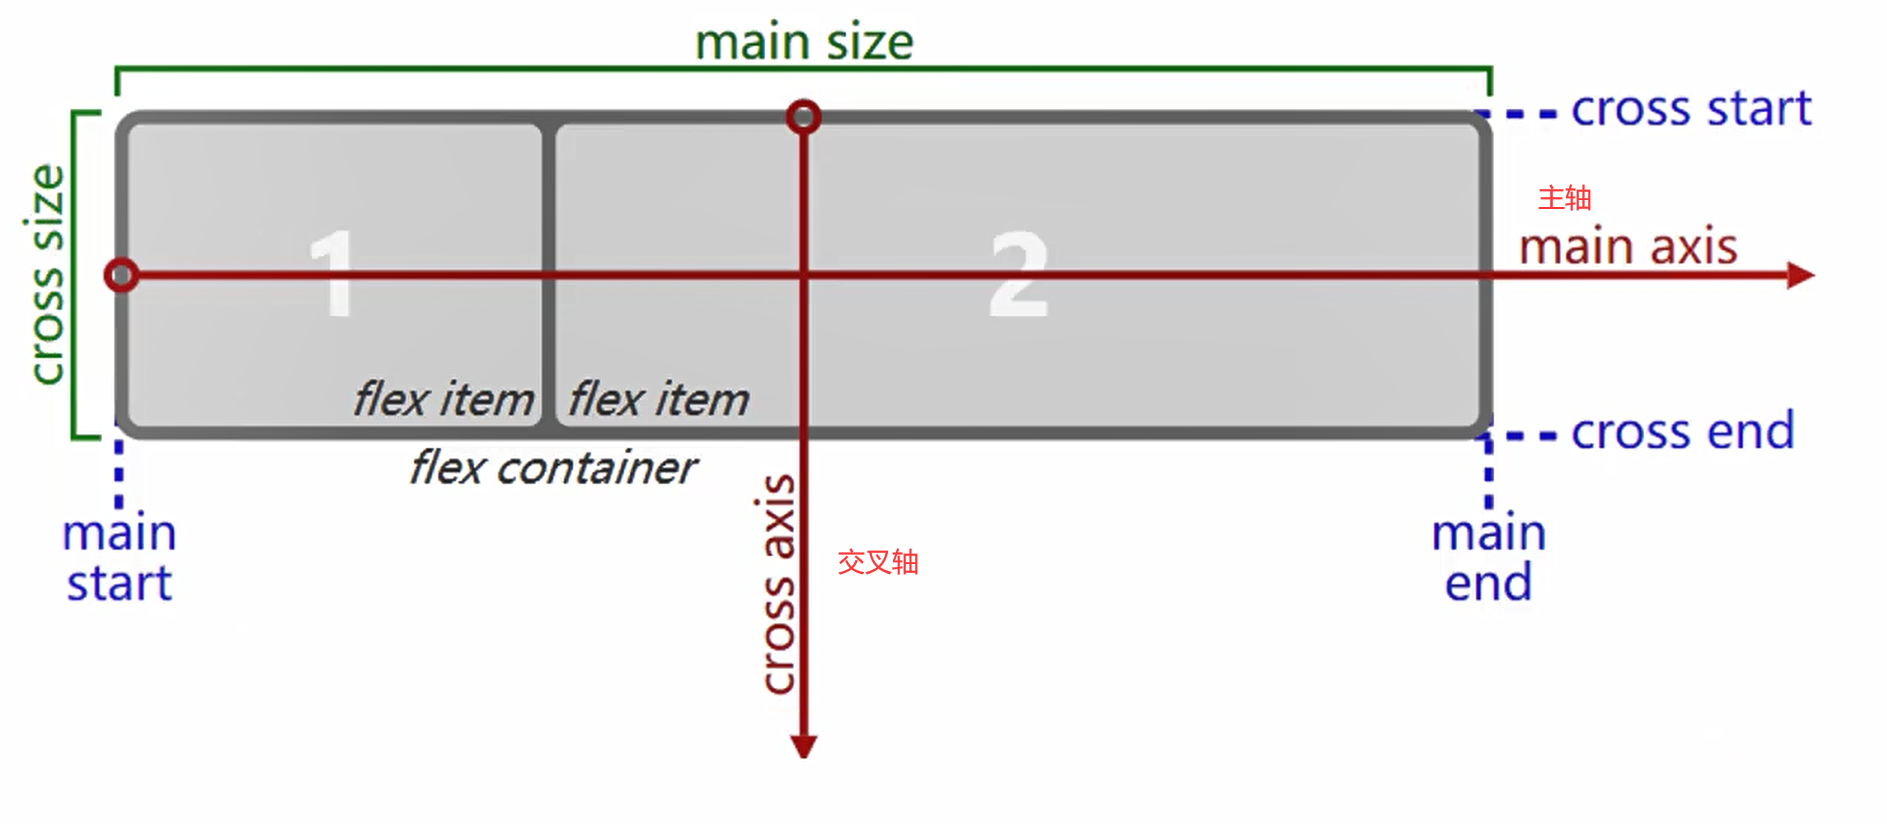 main size
cross start
cross size
主轴
main axis
1
2
flex item
flex item
cross end
flex container
cross axis
交叉轴
main
start
main
end